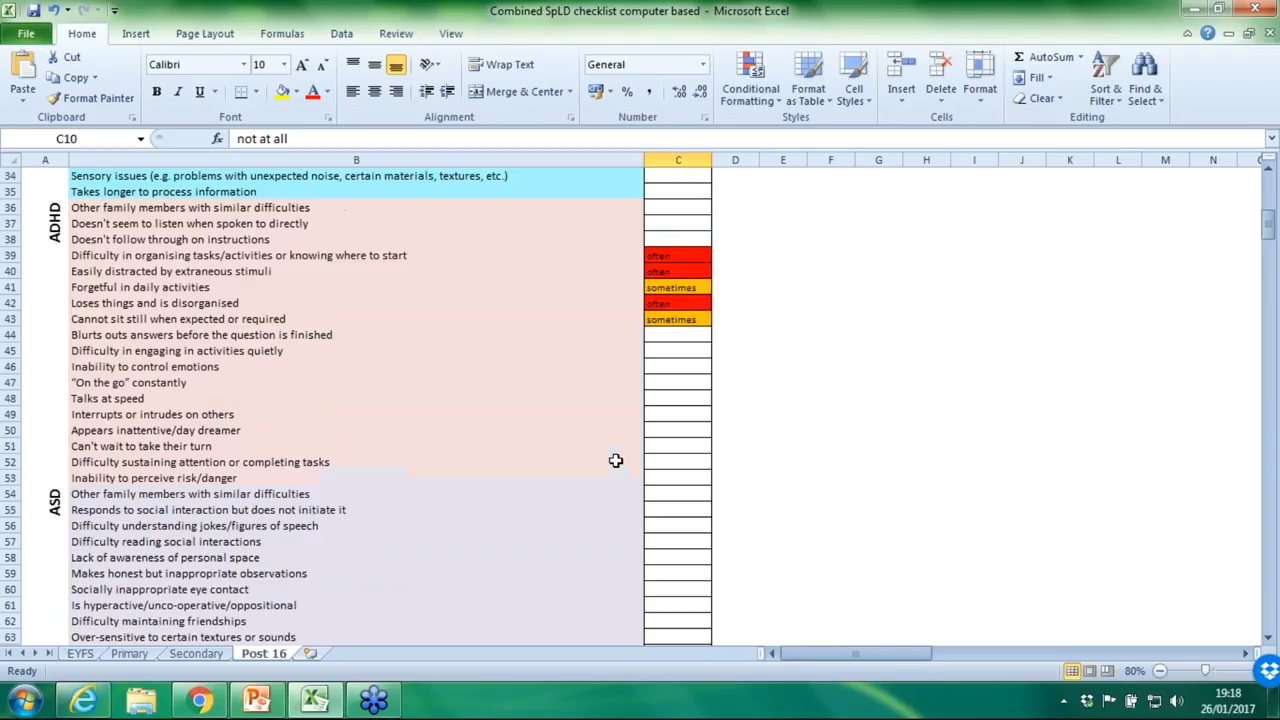 Combined SpLD checklist computer based - Microsoft Excel
File Home Insert Page Layout Formulas Data Review View
Paste
Cut
Copy
Format Painter
Clipboard
Calibri 10
B I U
Font
Wrap Text
Merge & Center
Alignment
General
% ,
Number
Conditional Formatting
Format as Table
Cell Styles
Styles
Insert Delete Format
Cells
AutoSum
Fill
Clear
Sort & Filter
Find & Select
Editing
C10 fx not at all
A B C D E F G H I J K L M N
34 Sensory issues (e.g. problems with unexpected noise, certain materials, textures, etc.)
35 Takes longer to process information
ADHD
36 Other family members with similar difficulties
37 Doesn't seem to listen when spoken to directly
38 Doesn't follow through on instructions
39 Difficulty in organising tasks/activities or knowing where to start often
40 Easily distracted by extraneous stimuli often
41 Forgetful in daily activities sometimes
42 Loses things and is disorganised often
43 Cannot sit still when expected or required sometimes
44 Blurts out answers before the question is finished
45 Difficulty in engaging in activities quietly
46 Inability to control emotions
47 “On the go” constantly
48 Talks at speed
49 Interrupts or intrudes on others
50 Appears inattentive/day dreamer
51 Can't wait to take their turn
52 Difficulty sustaining attention or completing tasks
53 Inability to perceive risk/danger
ASD
54 Other family members with similar difficulties
55 Responds to social interaction but does not initiate it
56 Difficulty understanding jokes/figures of speech
57 Difficulty reading social interactions
58 Lack of awareness of personal space
59 Makes honest but inappropriate observations
60 Socially inappropriate eye contact
61 Is hyperactive/unco-operative/oppositional
62 Difficulty maintaining friendships
63 Over-sensitive to certain textures or sounds
EYFS Primary Secondary Post 16
Ready 80%
19:18
26/01/2017